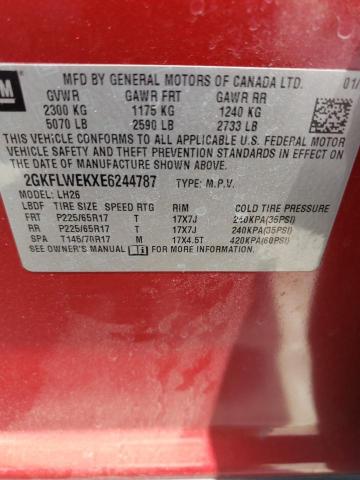 GM
MFD BY GENERAL MOTORS OF CANADA LTD. 01/
GVWR GAWR FRT GAWR RR
2300 KG 1175 KG 1240 KG
5070 LB 2590 LB 2733 LB
THIS VEHICLE CONFORMS TO ALL APPLICABLE U.S. FEDERAL MOTOR
VEHICLE SAFETY AND THEFT PREVENTION STANDARDS IN
EFFECT ON THE DATE OF MANUFACTURE SHOWN ABOVE.
2GKFLWEKXE6244787 TYPE: M.P.V.
MODEL: LH26
LBDF TIRE SIZE SPEED RTG RIM COLD TIRE PRESSURE
FRT P225/65R17 T 17X7J 240KPA(35PSI)
RR P225/65R17 T 17X7J 240KPA(35PSI)
SPA T145/70R17 T 17X4.5T 420KPA(60PSI)
SEE OWNER'S MANUAL FOR MORE INFORMATION.